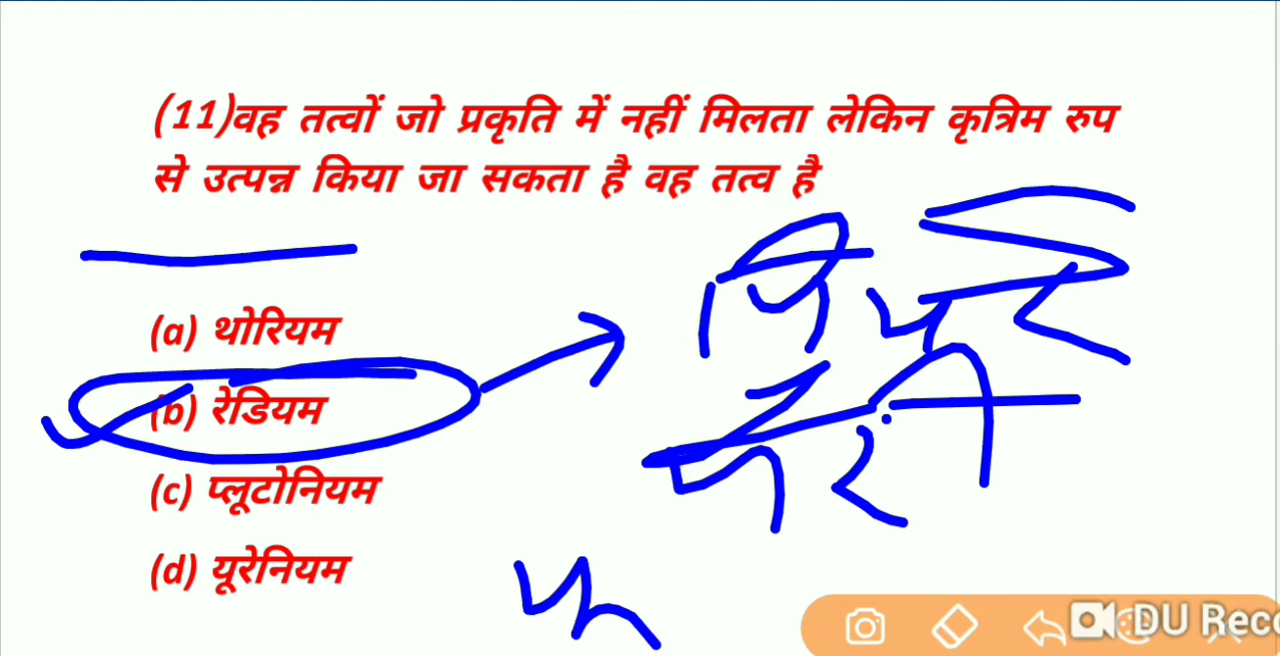 (11)वह तत्वों जो प्रकृति में नहीं मिलता लेकिन कृत्रिम रुप
से उत्पन्न किया जा सकता है वह तत्व है
(a) थोरियम
(b) रेडियम
(c) प्लूटोनियम
(d) यूरेनियम
DU Rec